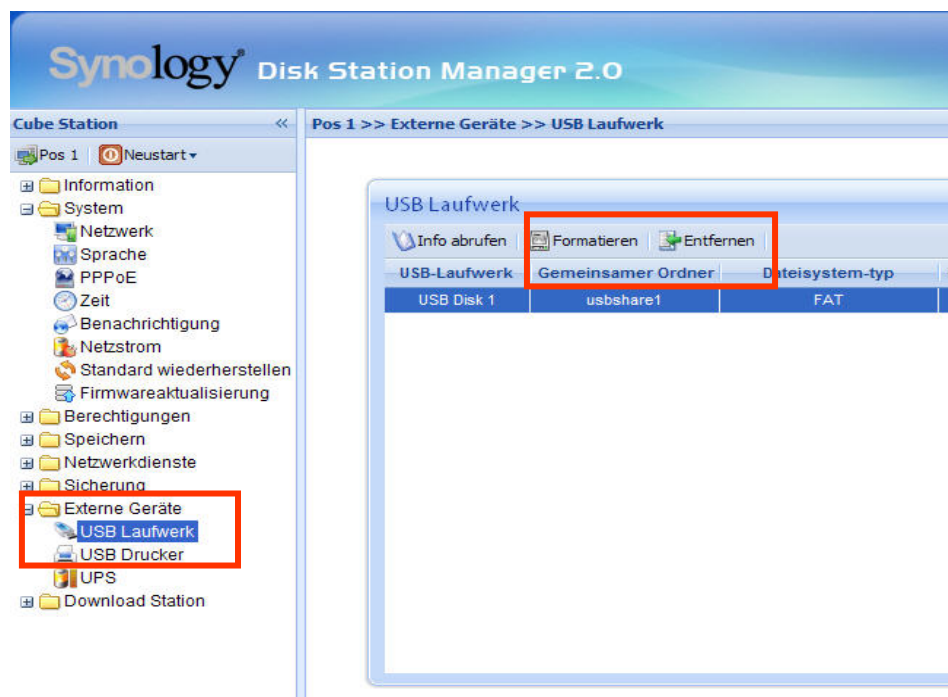 Synology Disk Station Manager 2.0
Cube Station «
Pos 1 >> Externe Geräte >> USB Laufwerk
Pos 1 Neustart
Information
System
Netzwerk
Sprache
PPPoE
Zeit
Benachrichtigung
Netzstrom
Standard wiederherstellen
Firmwareaktualisierung
Berechtigungen
Speichern
Netzwerkdienste
Sicherung
Externe Geräte
USB Laufwerk
USB Drucker
UPS
Download Station
USB Laufwerk
Info abrufen Formatieren Entfernen
USB-Laufwerk Gemeinsamer Ordner Dateisystem-typ
USB Disk 1 usbshare1 FAT